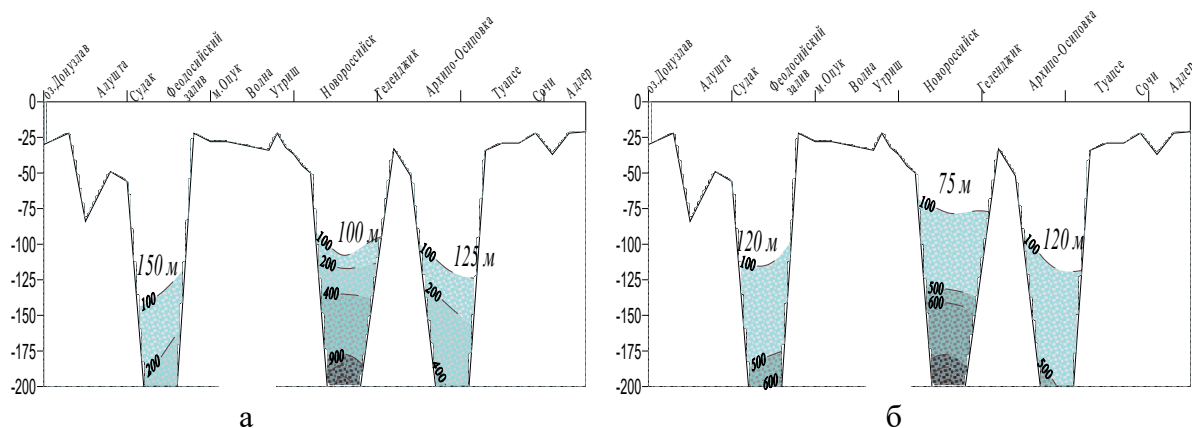 оз.Донузлав
Алушта
Судак
Феодосийский
залив
м.Опук
Волна
Утриш
Новороссийск
Геленджик
Архипо-Осиповка
Туапсе
Сочи
Адлер
0
-25
-50
-75
-100
-125
-150
-175
-200
150 м
100
200
100 м
100
200
400
900
125 м
100
200
400
а
оз.Донузлав
Алушта
Судак
Феодосийский
залив
м.Опук
Волна
Утриш
Новороссийск
Геленджик
Архипо-Осиповка
Туапсе
Сочи
Адлер
0
-25
-50
-75
-100
-125
-150
-175
-200
120 м
100
500
600
75 м
100
500
600
120 м
100
500
б